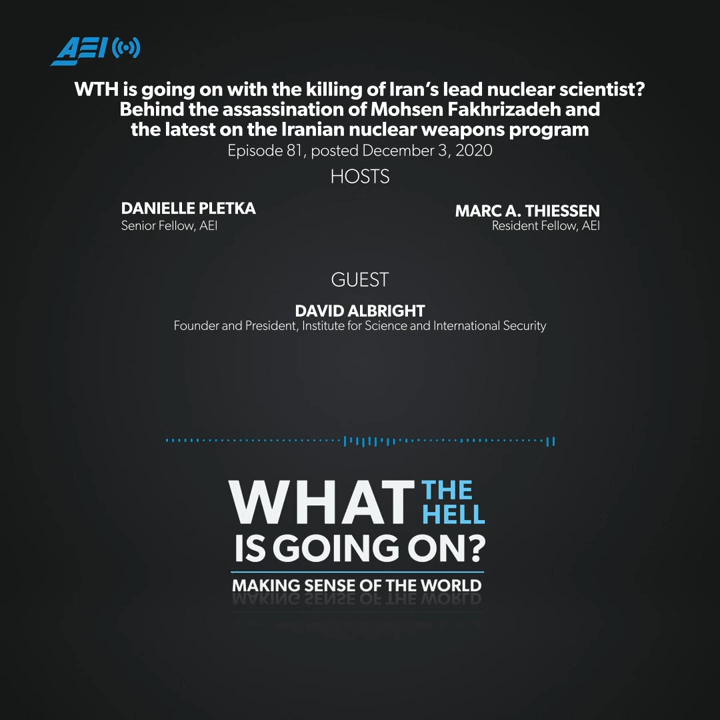 AEI
WTH is going on with the killing of Iran's lead nuclear scientist?
Behind the assassination of Mohsen Fakhrizadeh and
the latest on the Iranian nuclear weapons program
Episode 81, posted December 3, 2020
HOSTS
DANIELLE PLETKA
Senior Fellow, AEI
MARC A. THIESSEN
Resident Fellow, AEI
GUEST
DAVID ALBRIGHT
Founder and President, Institute for Science and International Security
WHAT THE HELL
IS GOING ON?
MAKING SENSE OF THE WORLD